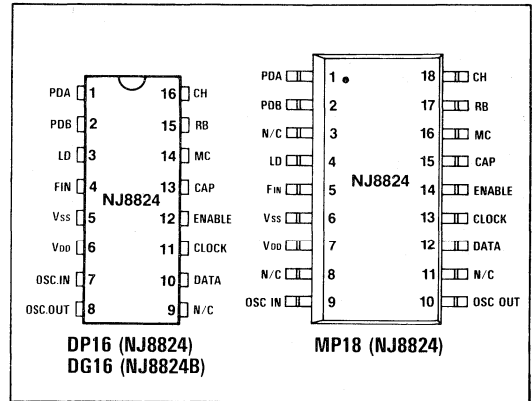 PDA 1 16 CH
PDB 2 15 RB
LD 3 14 MC
FIN 4 13 CAP
NJ8824
VSS 5 12 ENABLE
VDD 6 11 CLOCK
OSC.IN 7 10 DATA
OSC.OUT 8 9 N/C
DP16 (NJ8824)
DG16 (NJ8824B)
PDA 1 18 CH
PDB 2 17 RB
N/C 3 16 MC
LD 4 15 CAP
NJ8824
FIN 5 14 ENABLE
VSS 6 13 CLOCK
VDD 7 12 DATA
N/C 8 11 N/C
OSC IN 9 10 OSC OUT
MP18 (NJ8824)